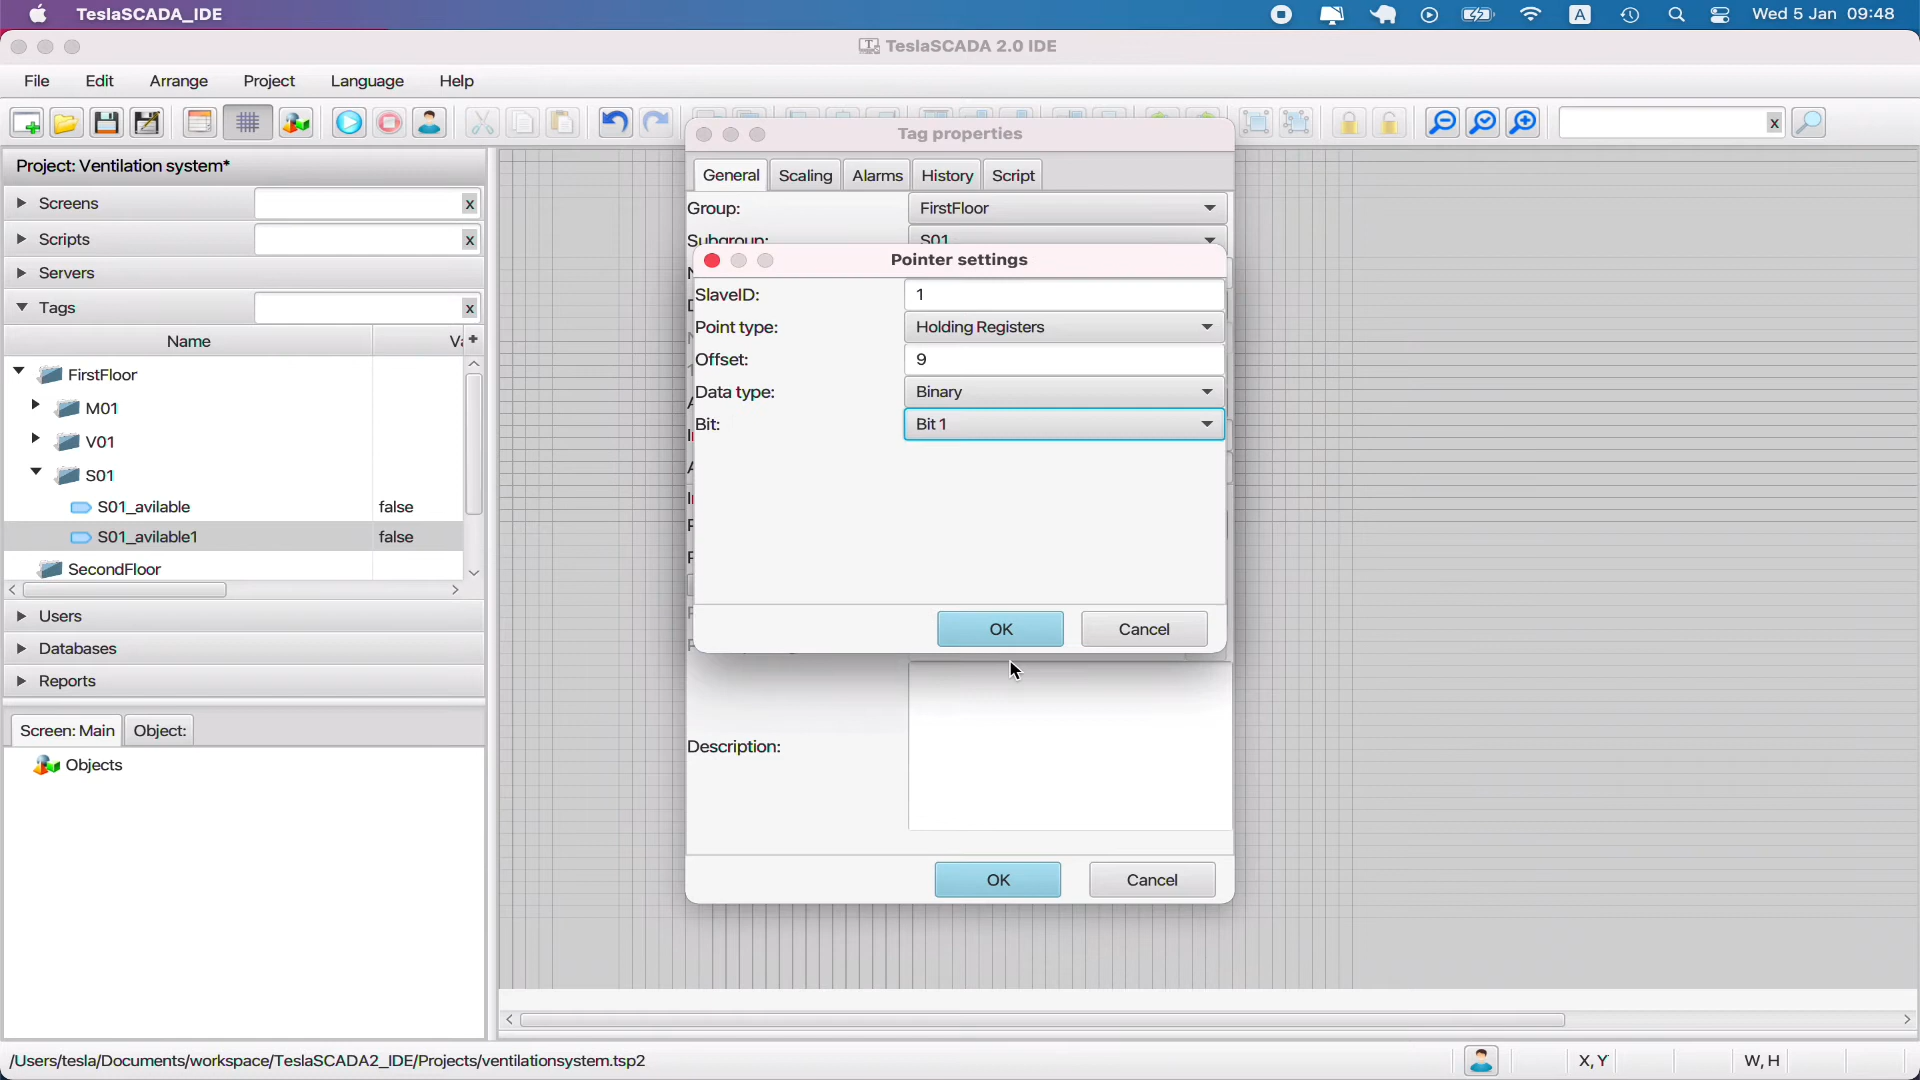 TeslaSCADA_IDE
A
Wed 5 Jan 09:48
TeslaSCADA 2.0 IDE
File Edit Arrange Project Language Help
x
Project: Ventilation system*
Screens x
Scripts x
Servers
Tags x
Name
+
FirstFloor
M01
V01
S01
S01_avilable false
S01_avilable1 false
SecondFloor
Users
Databases
Reports
Screen: Main Object:
Objects
Tag properties
General Scaling Alarms History Script
Group: FirstFloor
Subgroup: S01
Pointer settings
SlaveID: 1
Point type: Holding Registers
Offset: 9
Data type: Binary
Bit: Bit 1
OK Cancel
Description:
OK Cancel
/Users/tesla/Documents/workspace/TeslaSCADA2_IDE/Projects/ventilationsystem.tsp2
X, Y
W, H